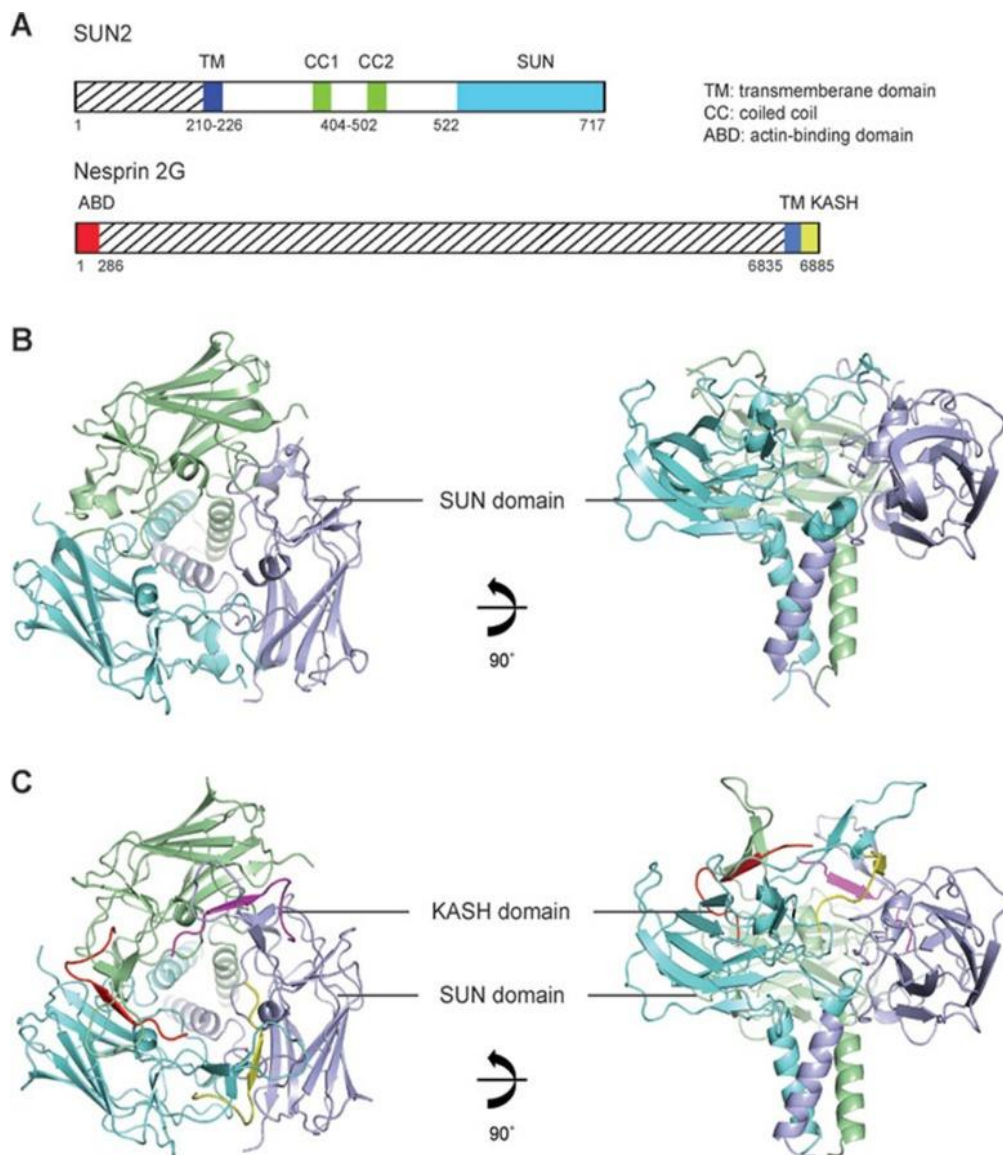 A
SUN2
TM CC1 CC2 SUN
1 210-226 404-502 522 717
TM: transmemberane domain
CC: coiled coil
ABD: actin-binding domain
Nesprin 2G
ABD TM KASH
1 286 6835 6885
B
SUN domain
90°
C
KASH domain
SUN domain
90°